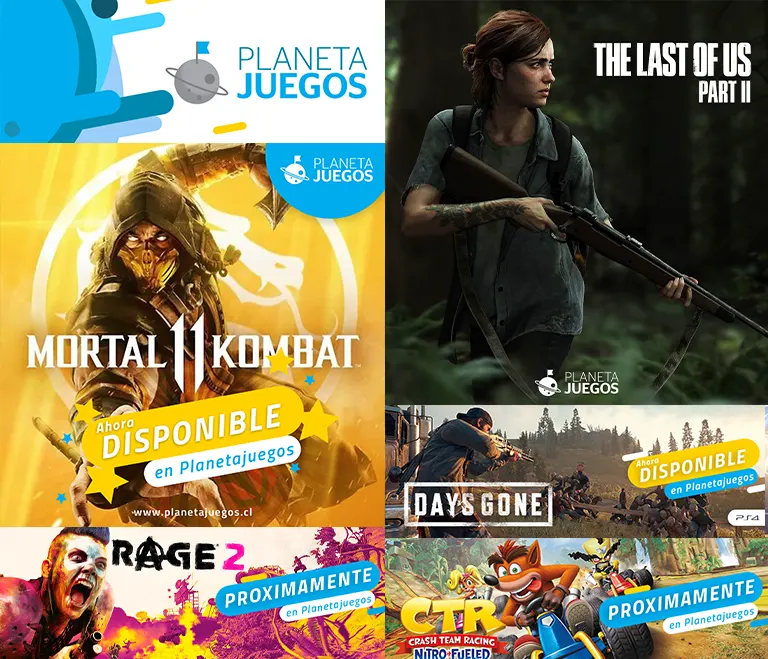 PLANETA
JUEGOS
PLANETA
JUEGOS
MORTAL 11 KOMBAT
Ahora
DISPONIBLE
en Planetajuegos
www.planetajuegos.cl
RAGE 2
PROXIMAMENTE
en Planetajuegos
THE LAST OF US
PART II
PLANETA
JUEGOS
Ahora
DISPONIBLE
en Planetajuegos
DAYS GONE
PS4
CTR
CRASH TEAM RACING
NITRO-FUELED
PROXIMAMENTE
en Planetajuegos